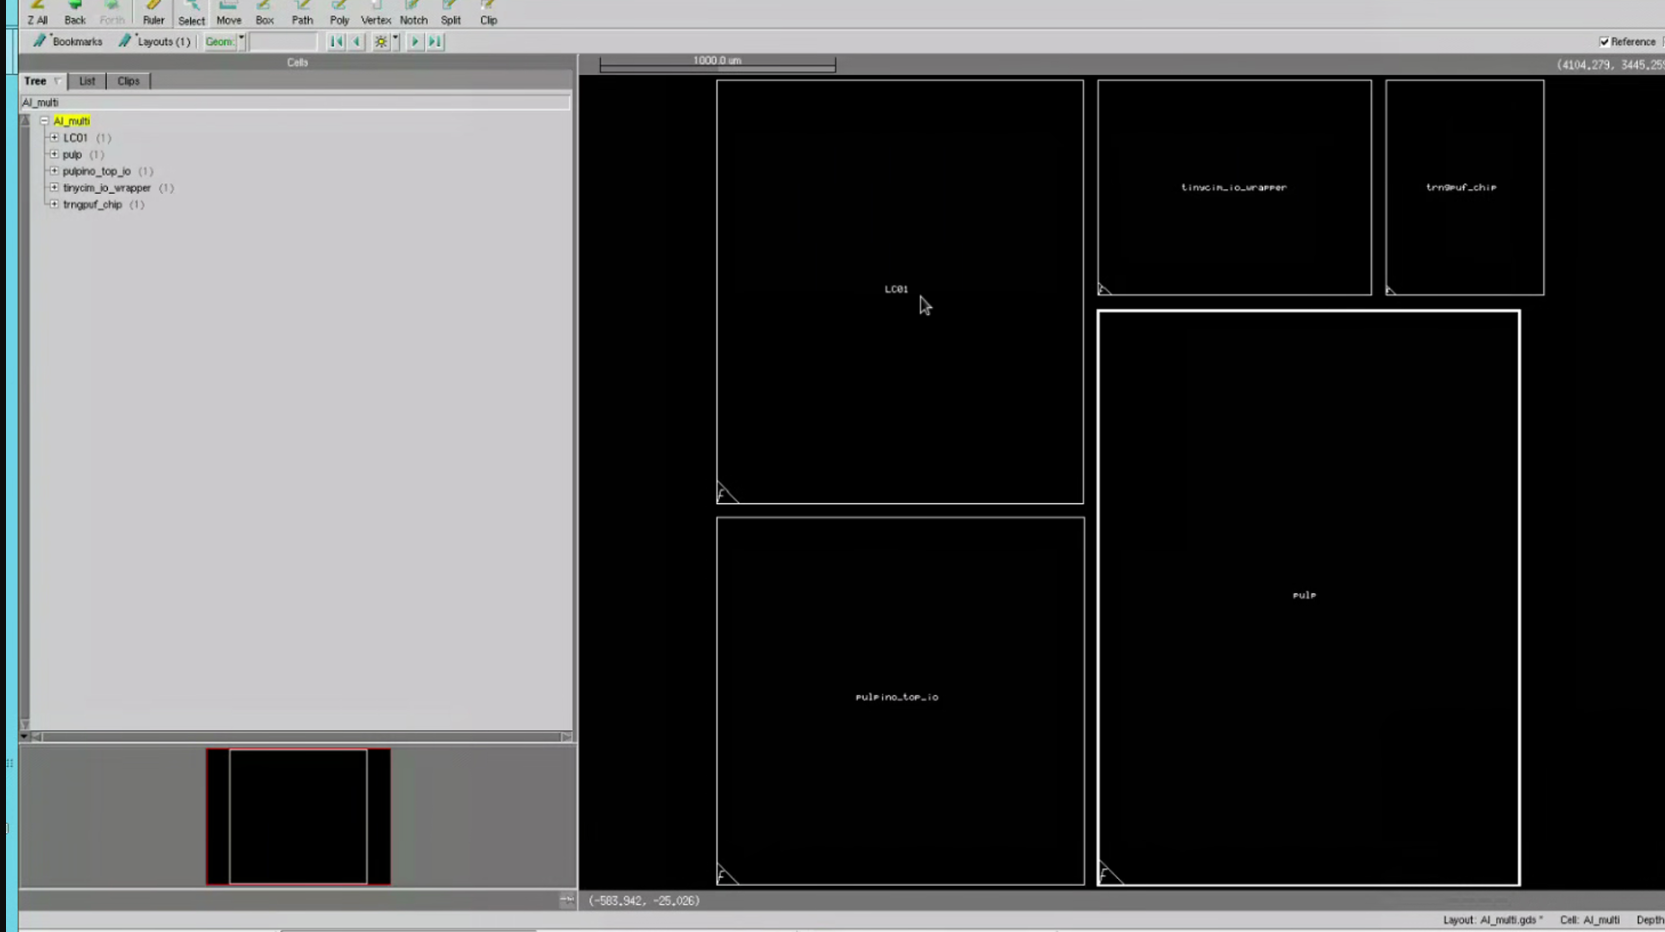 Z All Back Forth Ruler Select Move Box Path Poly Vertex Notch Split Clip
Bookmarks Layouts (1) Geom: Reference
Cells
Tree List Clips
AI_multi
AI_multi
LC01 (1)
pulp (1)
pulpino_top_io (1)
tinycim_io_wrapper (1)
trngpuf_chip (1)
1000.0 um
(4104.279, 3445.259
tinycim_io_wrapper
trngpuf_chip
LC01
pulp
pulpino_top_io
(-583.942, -25.026)
Layout: AI_multi.gds * Cell: AI_multi Depth